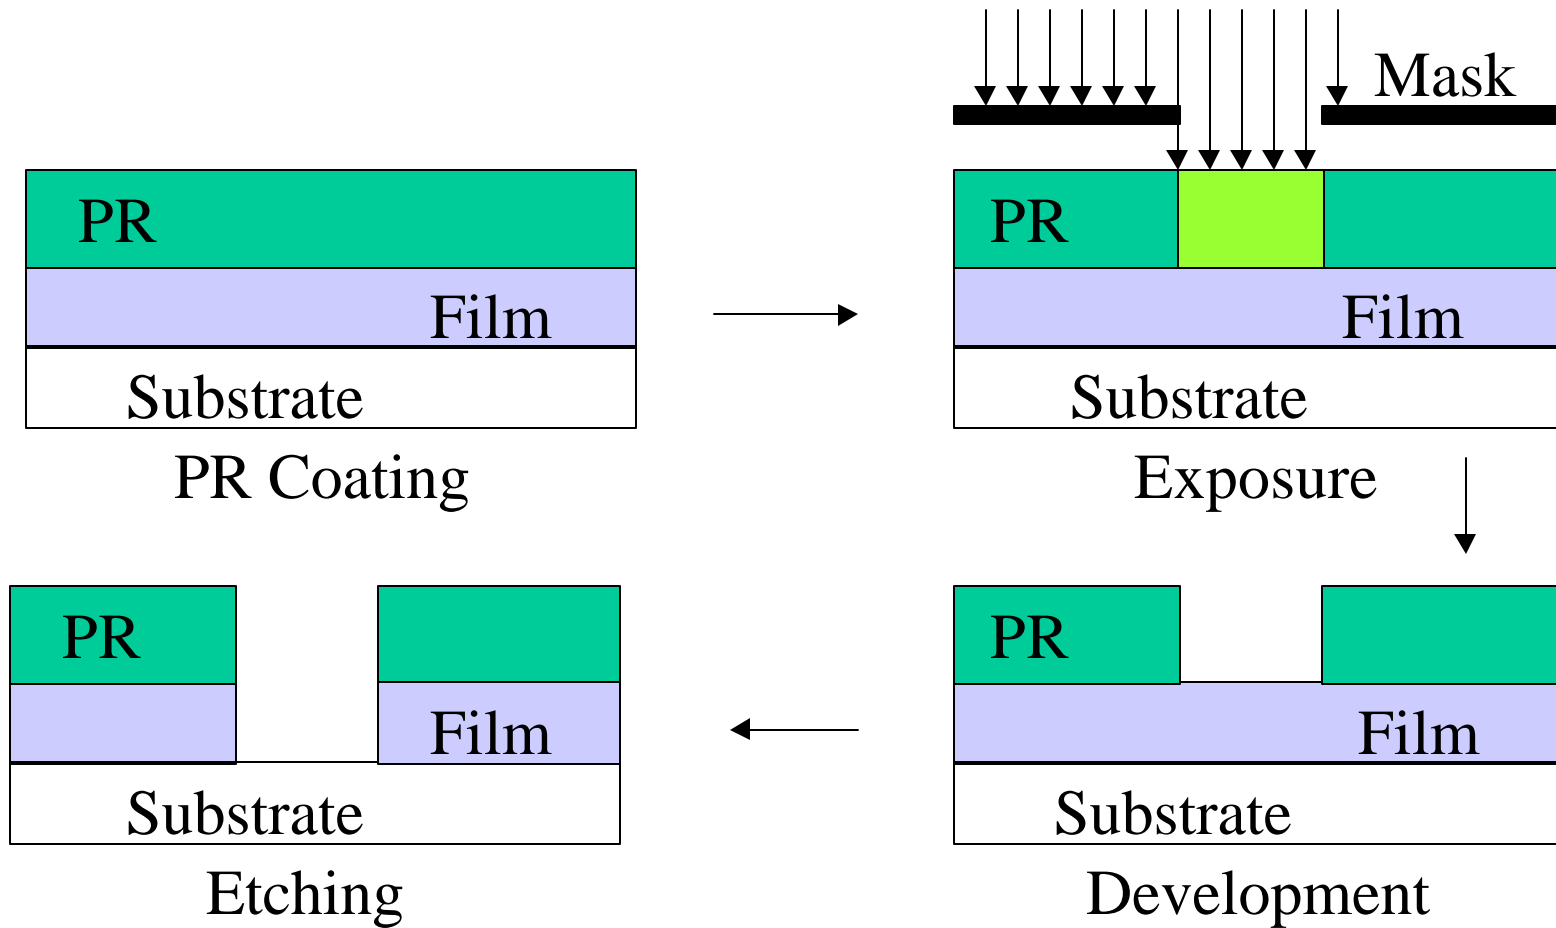 Mask
PR
Film
Substrate
PR Coating
PR
Film
Substrate
Exposure
PR
Film
Substrate
Etching
PR
Film
Substrate
Development